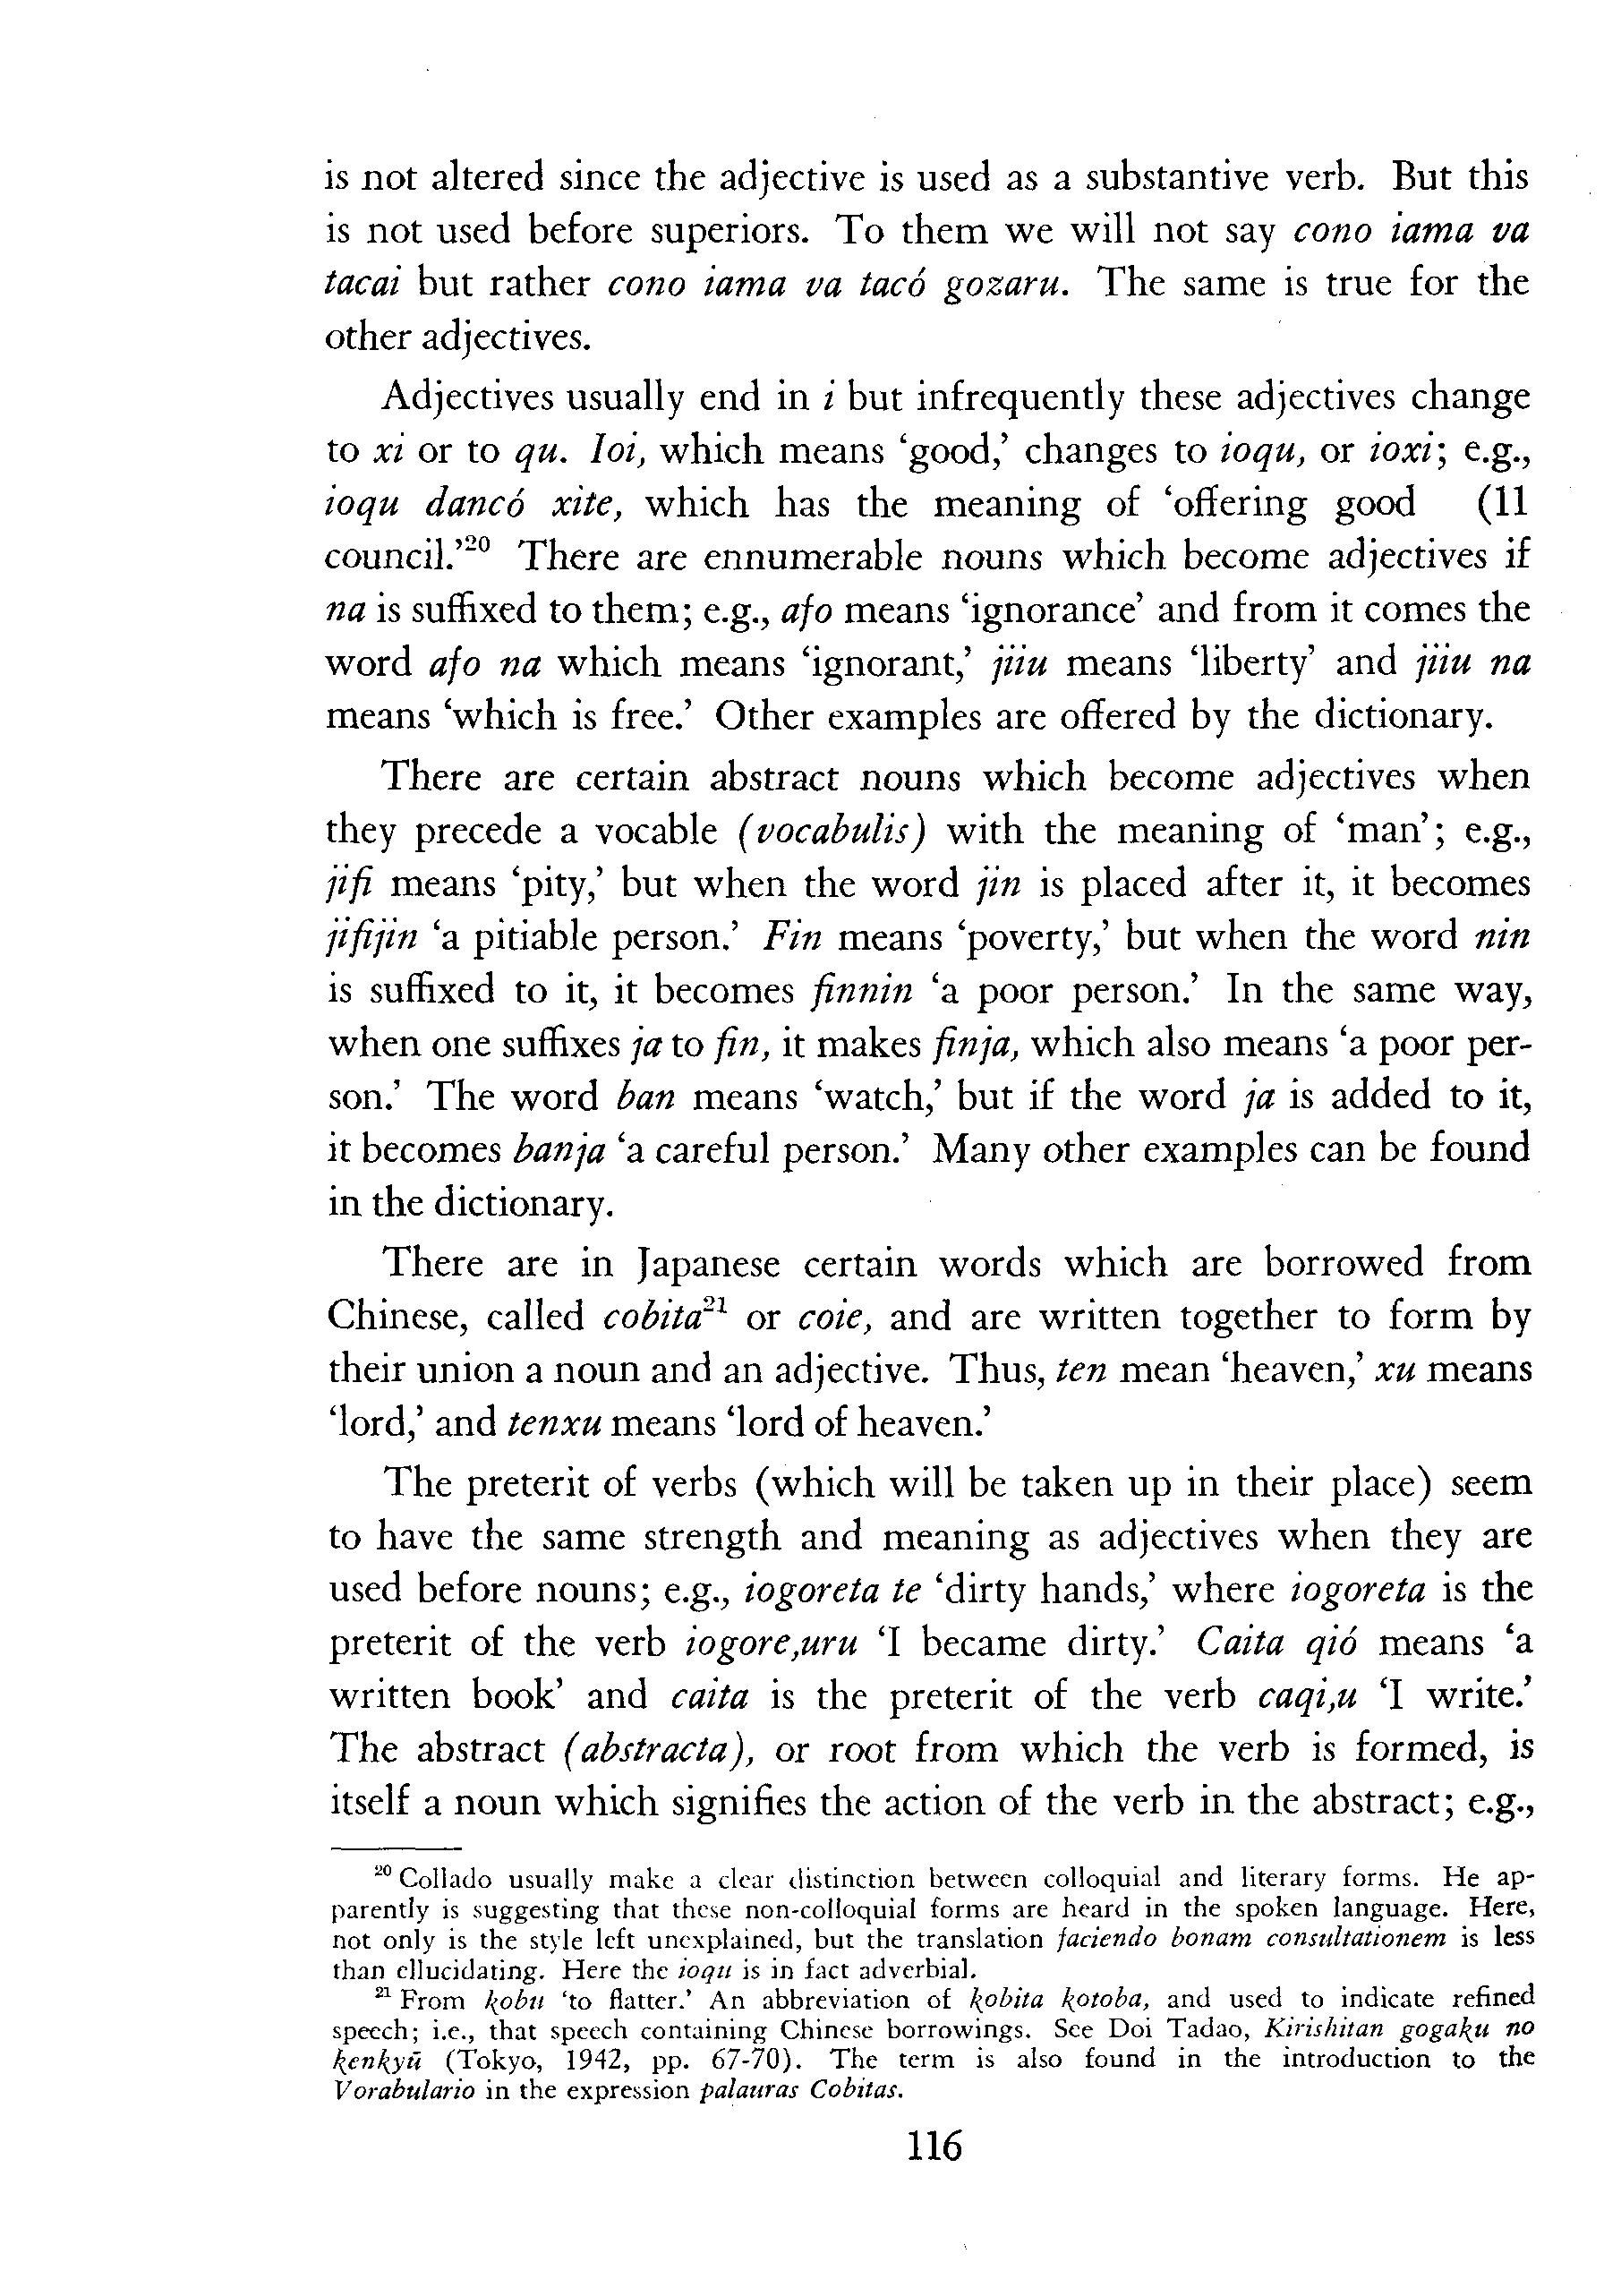 is not altered since the adjective is used as a substantive verb. But this
is not used before superiors. To them we will not say cono iama va
tacai but rather cono iama va tacó gozaru. The same is true for the
other adjectives.
Adjectives usually end in i but infrequently these adjectives change
to xi or to qu. Ioi, which means ‘good,’ changes to ioqu, or ioxi; e.g.,
ioqu dancó xite, which has the meaning of ‘offering good (11
council.’20 There are ennumerable nouns which become adjectives if
na is suffixed to them; e.g., afo means ‘ignorance’ and from it comes the
word afo na which means ‘ignorant,’ jiiu means ‘liberty’ and jiiu na
means ‘which is free.’ Other examples are offered by the dictionary.
There are certain abstract nouns which become adjectives when
they precede a vocable (vocabulis) with the meaning of ‘man’; e.g.,
jifi means ‘pity,’ but when the word jin is placed after it, it becomes
jifijin ‘a pitiable person.’ Fin means ‘poverty,’ but when the word nin
is suffixed to it, it becomes finnin ‘a poor person.’ In the same way,
when one suffixes ja to fin, it makes finja, which also means ‘a poor per-
son.’ The word ban means ‘watch,’ but if the word ja is added to it,
it becomes banja ‘a careful person.’ Many other examples can be found
in the dictionary.
There are in Japanese certain words which are borrowed from
Chinese, called cobita21 or coie, and are written together to form by
their union a noun and an adjective. Thus, ten mean ‘heaven,’ xu means
‘lord,’ and tenxu means ‘lord of heaven.’
The preterit of verbs (which will be taken up in their place) seem
to have the same strength and meaning as adjectives when they are
used before nouns; e.g., iogoreta te ‘dirty hands,’ where iogoreta is the
preterit of the verb iogore,uru ‘I became dirty.’ Caita qió means ‘a
written book’ and caita is the preterit of the verb caqi,u ‘I write.’
The abstract (abstracta), or root from which the verb is formed, is
itself a noun which signifies the action of the verb in the abstract; e.g.,
20 Collado usually make a clear distinction between colloquial and literary forms. He ap-
parently is suggesting that these non-colloquial forms are heard in the spoken language. Here,
not only is the style left unexplained, but the translation faciendo bonam consultationem is less
than ellucidating. Here the ioqu is in fact adverbial.
21 From kobu ‘to flatter.’ An abbreviation of kobita kotoba, and used to indicate refined
speech; i.e., that speech containing Chinese borrowings. See Doi Tadao, Kirishitan gogaku no
kenkyū (Tokyo, 1942, pp. 67-70). The term is also found in the introduction to the
Vorabulario in the expression palauras Cobitas.
116